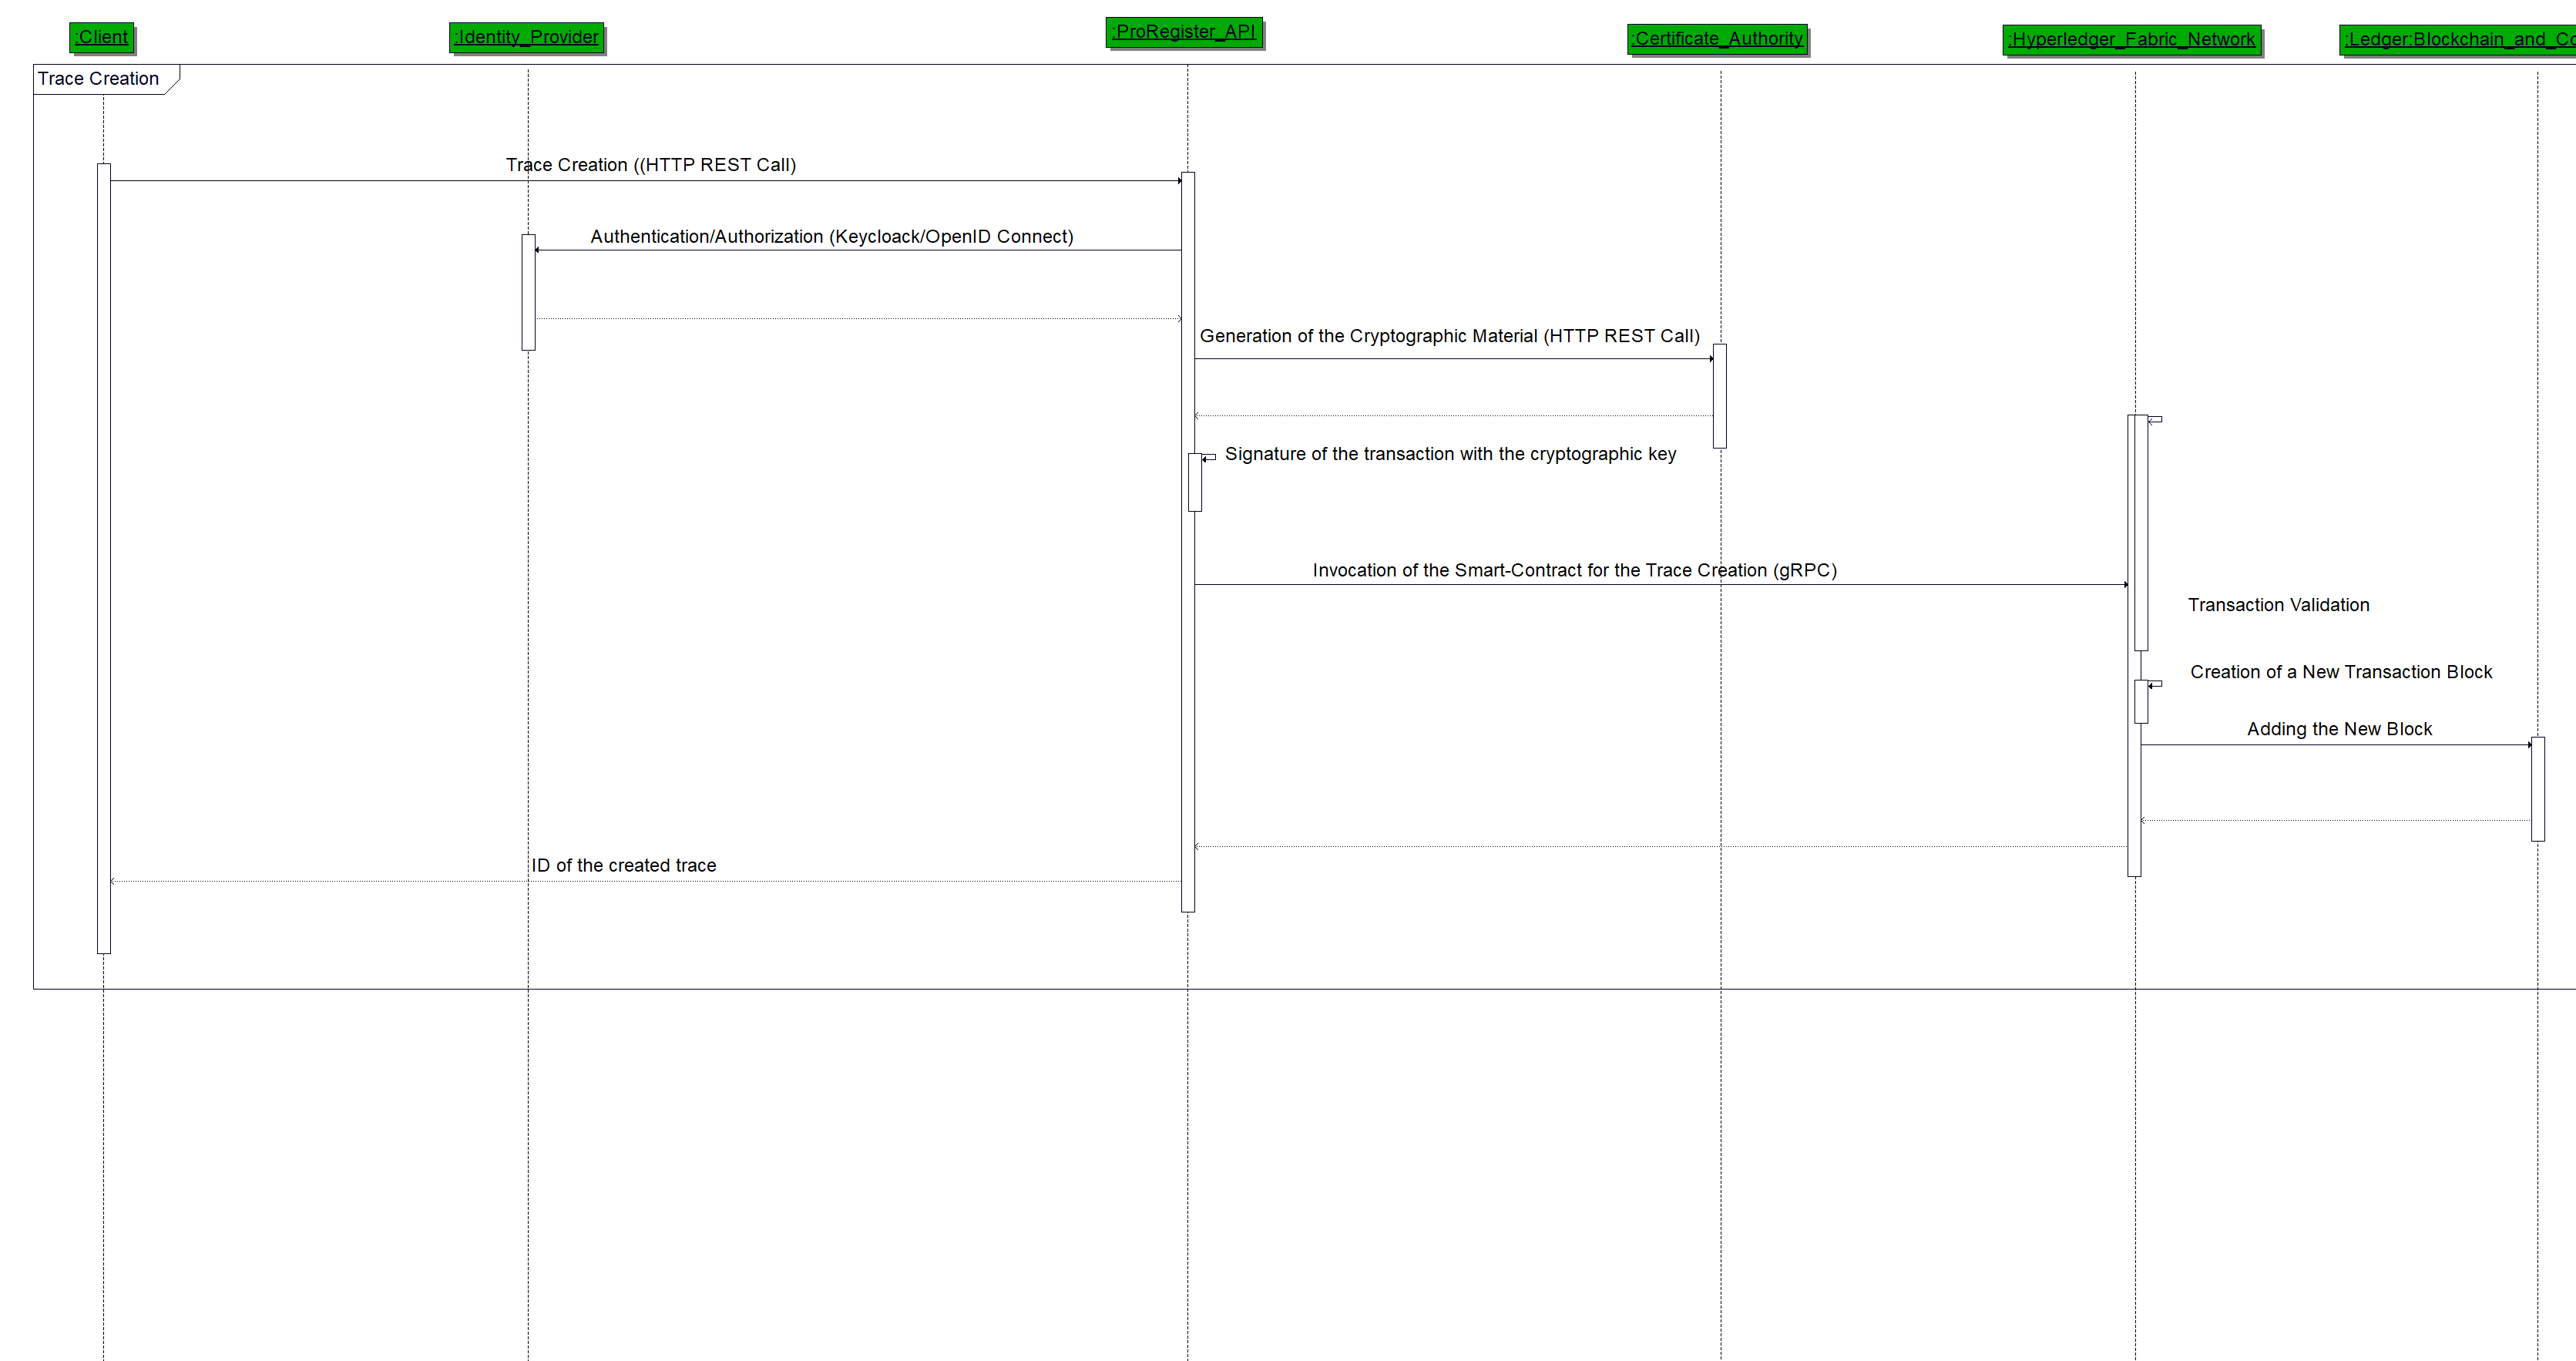 :Client
:Identity_Provider
:ProRegister_API
:Certificate_Authority
:Hyperledger_Fabric_Network
:Ledger:Blockchain_and_Co
Trace Creation
Trace Creation ((HTTP REST Call)
Authentication/Authorization (Keycloack/OpenID Connect)
Generation of the Cryptographic Material (HTTP REST Call)
Signature of the transaction with the cryptographic key
Invocation of the Smart-Contract for the Trace Creation (gRPC)
Transaction Validation
Creation of a New Transaction Block
Adding the New Block
ID of the created trace